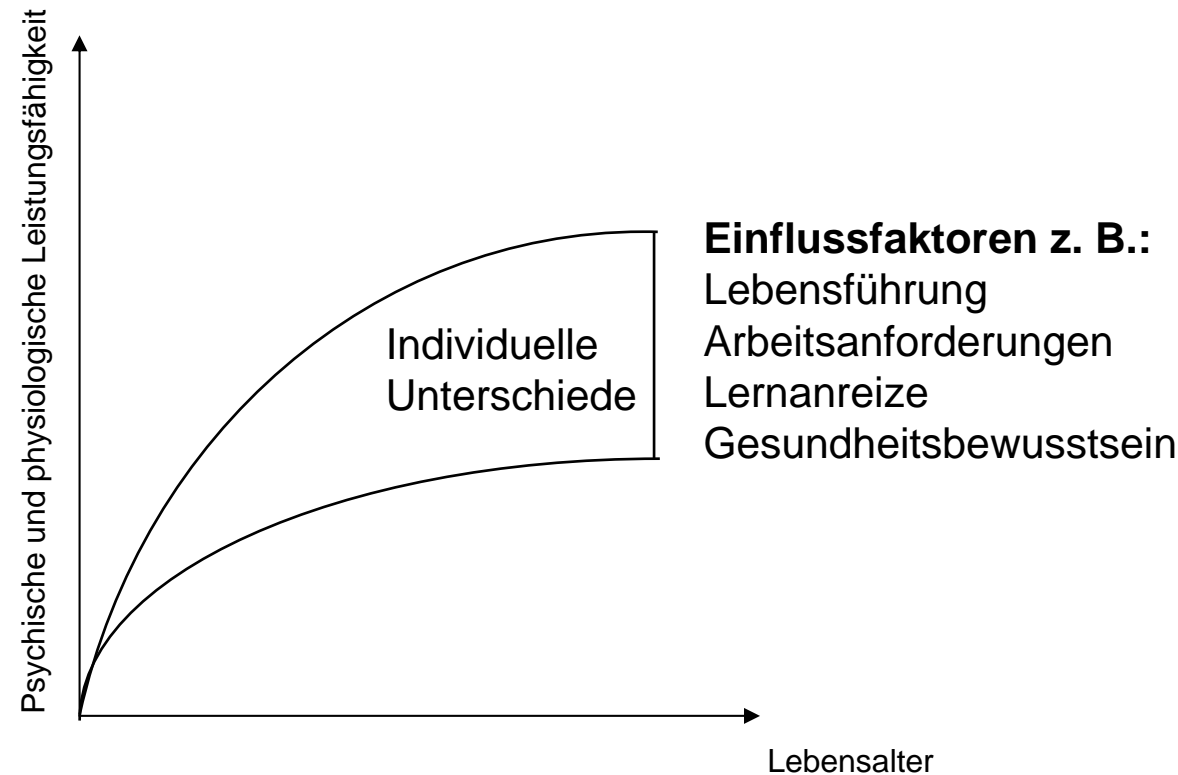 Psychische und physiologische Leistungsfähigkeit
Individuelle
Unterschiede
Einflussfaktoren z. B.:
Lebensführung
Arbeitsanforderungen
Lernanreize
Gesundheitsbewusstsein
Lebensalter